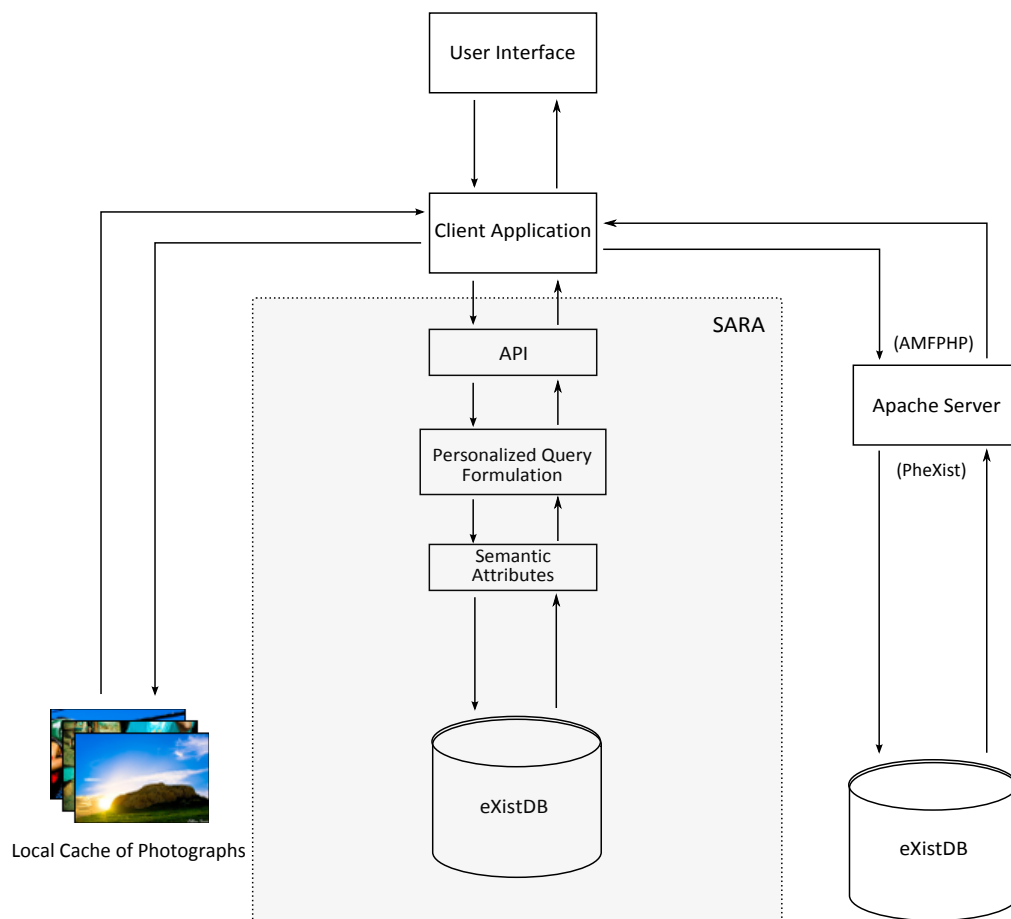 User Interface
Client Application
SARA
API
(AMFPHP)
Apache Server
Personalized Query
Formulation
(PheXist)
Semantic
Attributes
eXistDB
eXistDB
Local Cache of Photographs